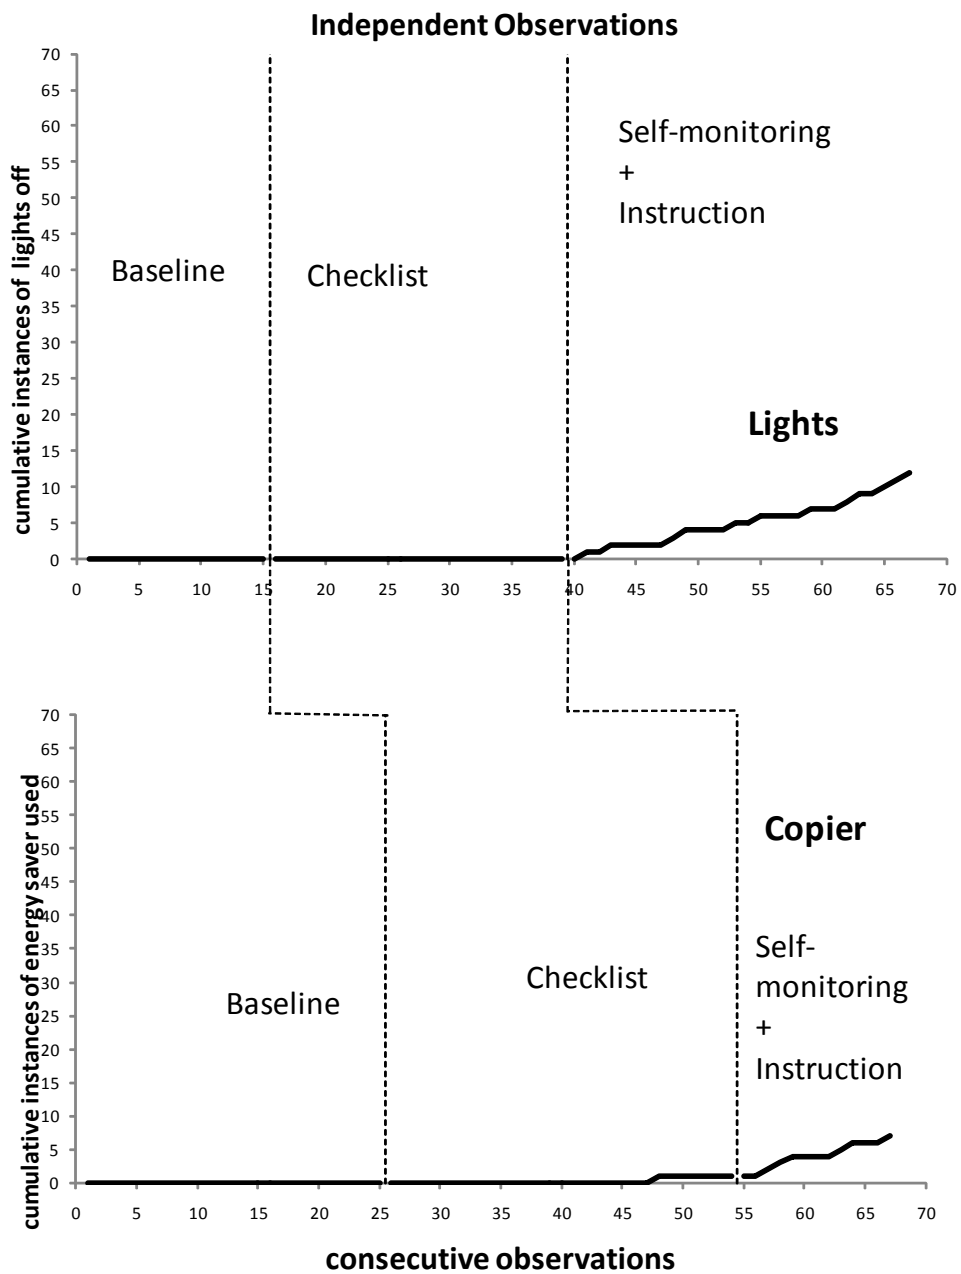 Independent Observations
cumulative instances of ligjhts off
70
65
60
55
50
45
40
35
30
25
20
15
10
5
0
Baseline
Checklist
Self-monitoring
+
Instruction
Lights
0 5 10 15 20 25 30 35 40 45 50 55 60 65 70
cumulative instances of energy saver used
70
65
60
55
50
45
40
35
30
25
20
15
10
5
0
Baseline
Checklist
Copier
Self-
monitoring
+
Instruction
0 5 10 15 20 25 30 35 40 45 50 55 60 65 70
consecutive observations